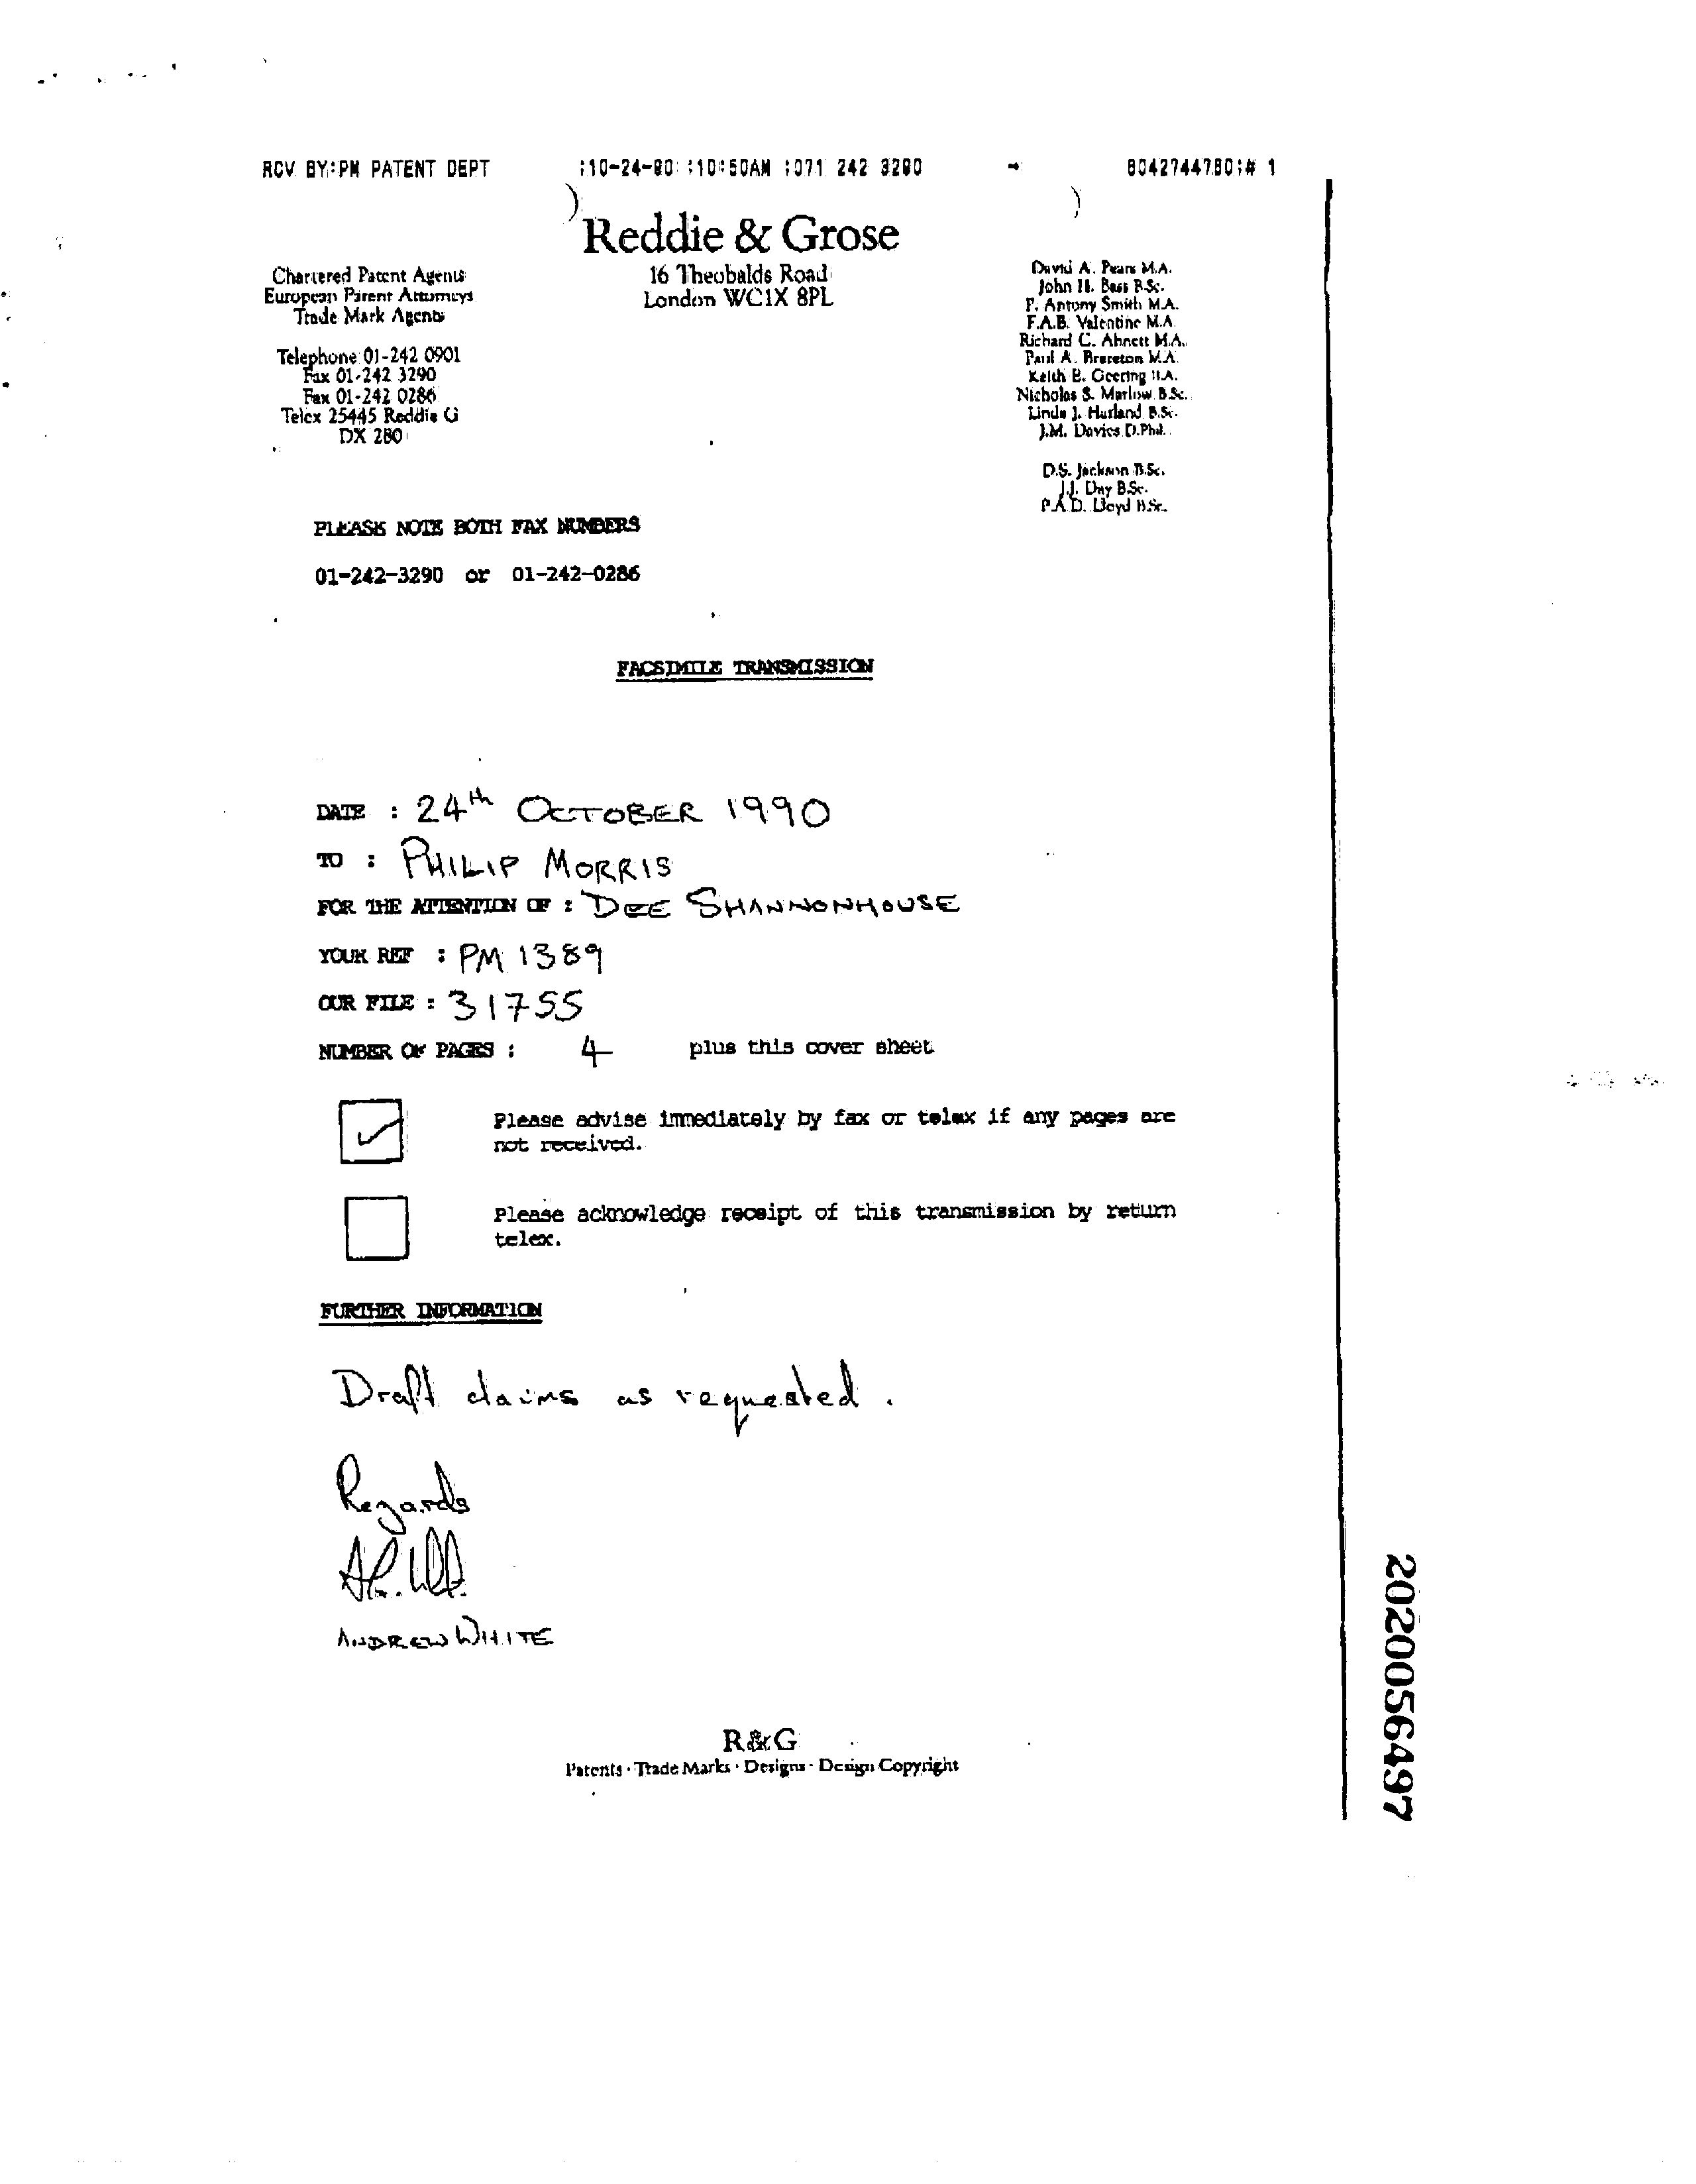 RCV BY:PM PATENT DEPT :10-24-90 :10:50AM :071 242 3290 → 8042744780;# 1
Reddie & Grose
16 Theobalds Road
London WC1X 8PL
Chartered Patent Agents
European Patent Attorneys
Trade Mark Agents
Telephone 01-242 0901
Fax 01-242 3290
Fax 01-242 0286
Telex 25445 Reddie G
DX 280
David A. Pears M.A.
John H. Bass B.Sc.
P. Antony Smith M.A.
F.A.B. Valentine M.A.
Richard C. Abnett M.A.
Paul A. Brereton M.A.
Keith B. Geering B.A.
Nicholas S. Marlow B.Sc.
Linda J. Harland B.Sc.
J.M. Davies D.Phil.
D.S. Jackson B.Sc.
J.J. Day B.Sc.
P.A.D. Lloyd B.Sc.
PLEASE NOTE BOTH FAX NUMBERS
01-242-3290 or 01-242-0286
FACSIMILE TRANSMISSION
DATE : 24th OCTOBER 1990
TO : PHILIP MORRIS
FOR THE ATTENTION OF : DEE SHANNONHOUSE
YOUR REF : PM 1389
OUR FILE : 31755
NUMBER OF PAGES : 4 plus this cover sheet
Please advise immediately by fax or telex if any pages are
not received.
Please acknowledge receipt of this transmission by return
telex.
FURTHER INFORMATION
Draft claims as requested.
Regards
ANDREW WHITE
R&G
Patents · Trade Marks · Designs · Design Copyright
2020056497